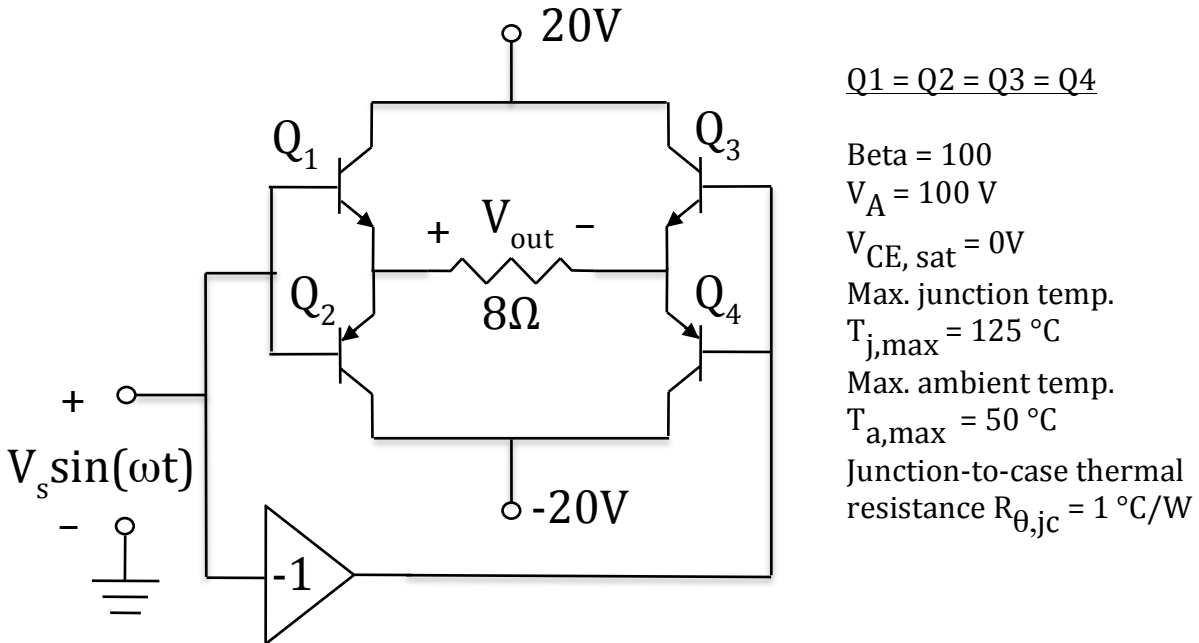 20V
Q1 = Q2 = Q3 = Q4
Q1
Q3
Beta = 100
VA = 100 V
+ Vout −
VCE, sat = 0V
Q2
Q4
8Ω
Max. junction temp.
Tj,max = 125 °C
Max. ambient temp.
Ta,max = 50 °C
+
Vssin(ωt)
−
Junction-to-case thermal
resistance Rθ,jc = 1 °C/W
-20V
-1